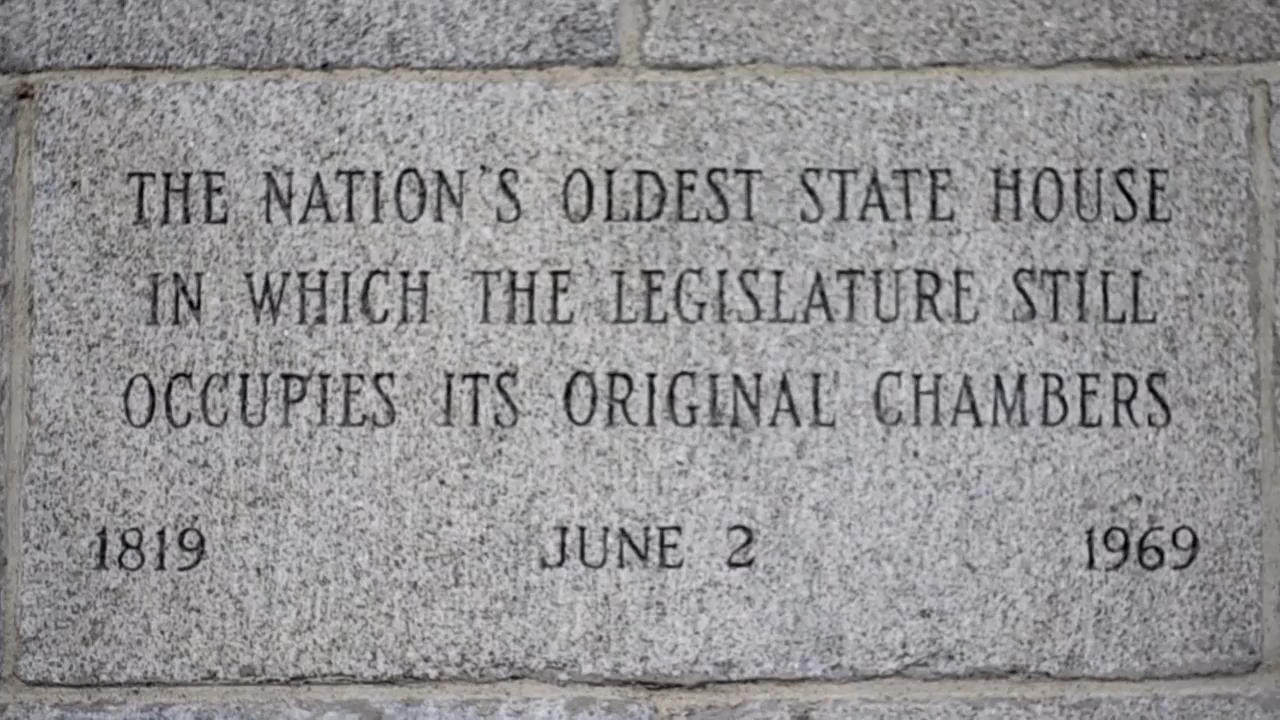 THE NATION'S OLDEST STATE HOUSE
IN WHICH THE LEGISLATURE STILL
OCCUPIES ITS ORIGINAL CHAMBERS
1819 JUNE 2 1969